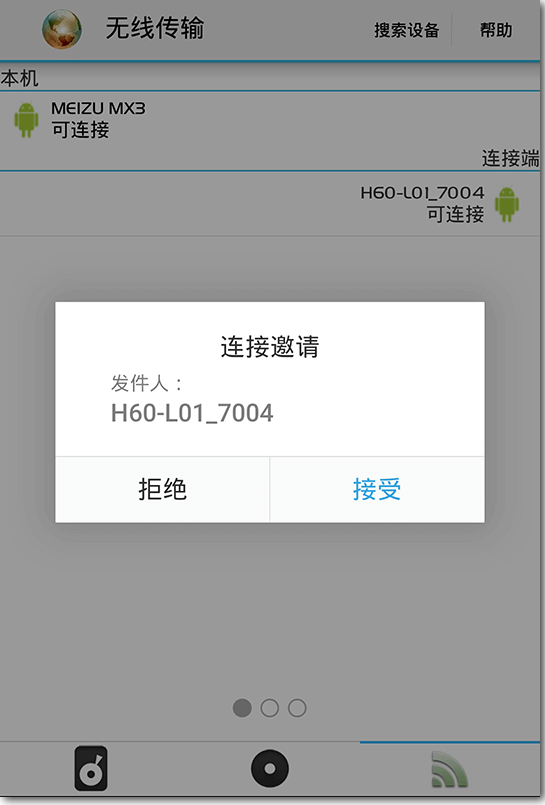 无线传输
搜索设备
帮助
本机
MEIZU MX3
可连接
连接端
H60-L01_7004
可连接
连接邀请
发件人：
H60-L01_7004
拒绝
接受